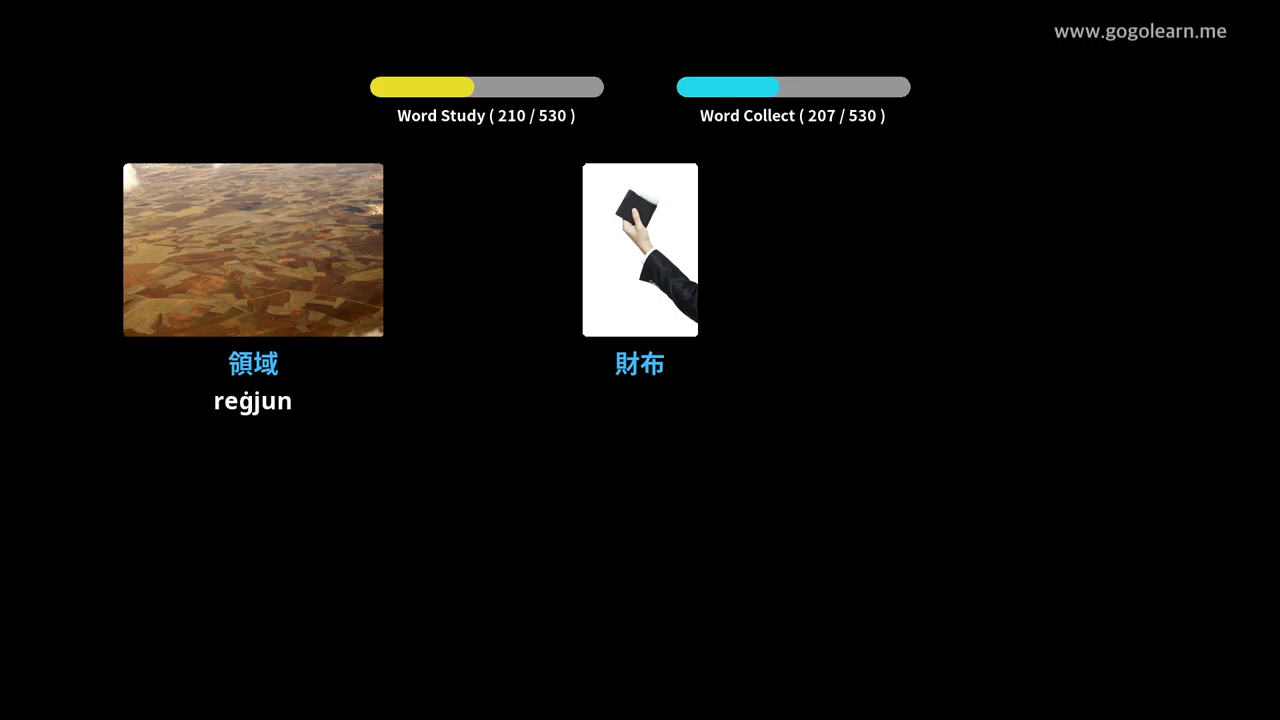 www.gogolearn.me
Word Study ( 210 / 530 )
Word Collect ( 207 / 530 )
領域
reġjun
財布